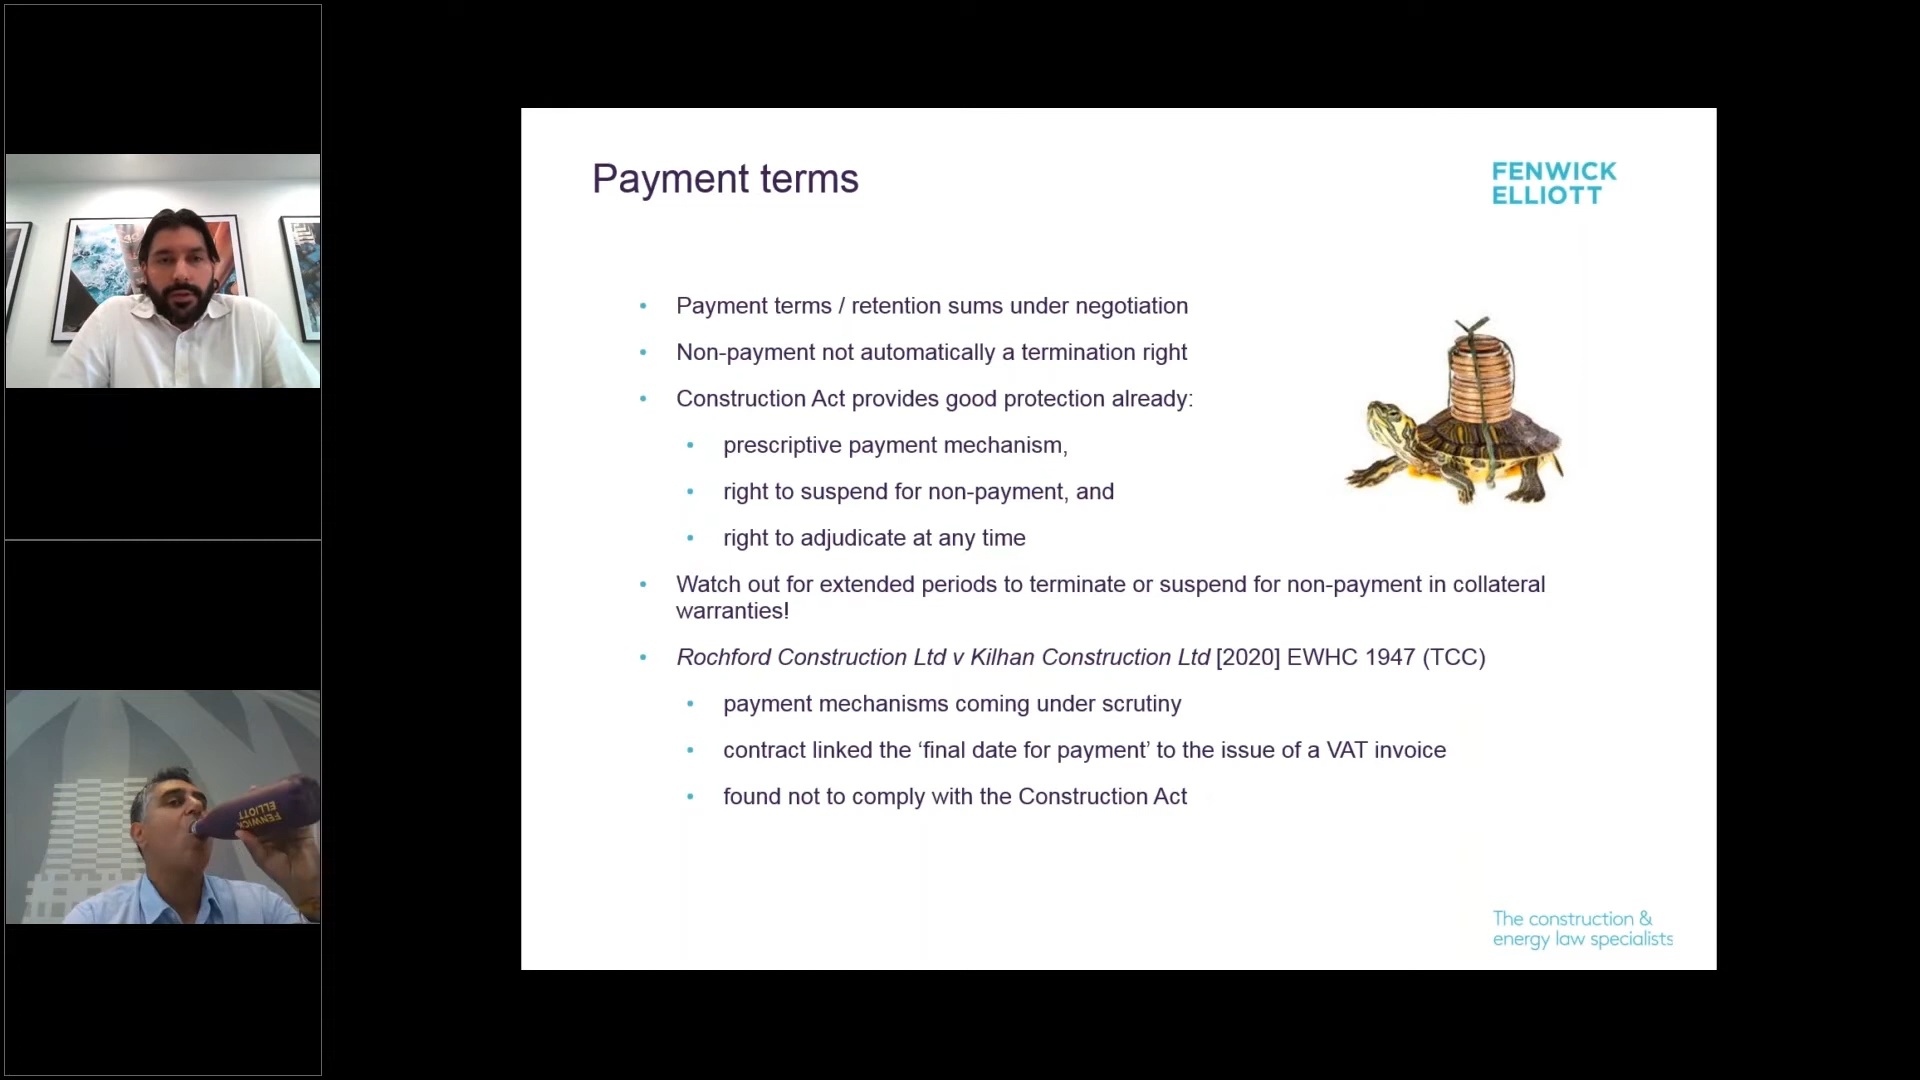 Payment terms
FENWICK
ELLIOTT
• Payment terms / retention sums under negotiation
• Non-payment not automatically a termination right
• Construction Act provides good protection already:
• prescriptive payment mechanism,
• right to suspend for non-payment, and
• right to adjudicate at any time
• Watch out for extended periods to terminate or suspend for non-payment in collateral
warranties!
• Rochford Construction Ltd v Kilhan Construction Ltd [2020] EWHC 1947 (TCC)
• payment mechanisms coming under scrutiny
• contract linked the ‘final date for payment’ to the issue of a VAT invoice
• found not to comply with the Construction Act
The construction &
energy law specialists
FENWICK
ELLIOTT